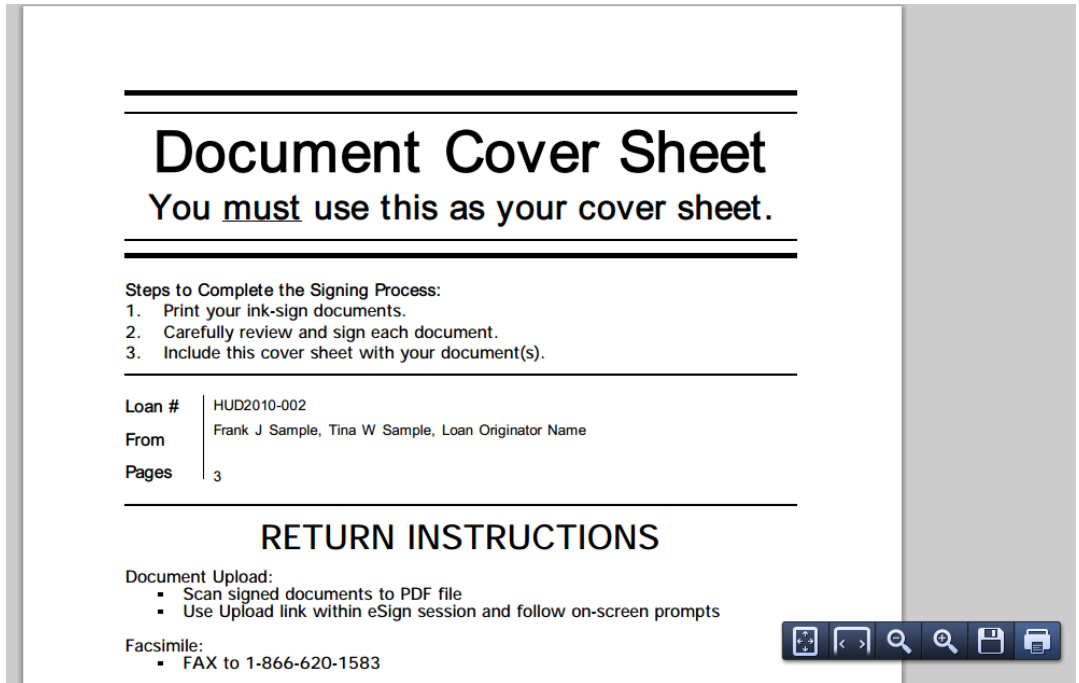 Document Cover Sheet
You must use this as your cover sheet.
Steps to Complete the Signing Process:
1. Print your ink-sign documents.
2. Carefully review and sign each document.
3. Include this cover sheet with your document(s).
Loan # HUD2010-002
From Frank J Sample, Tina W Sample, Loan Originator Name
Pages 3
RETURN INSTRUCTIONS
Document Upload:
▪ Scan signed documents to PDF file
▪ Use Upload link within eSign session and follow on-screen prompts
Facsimile:
▪ FAX to 1-866-620-1583